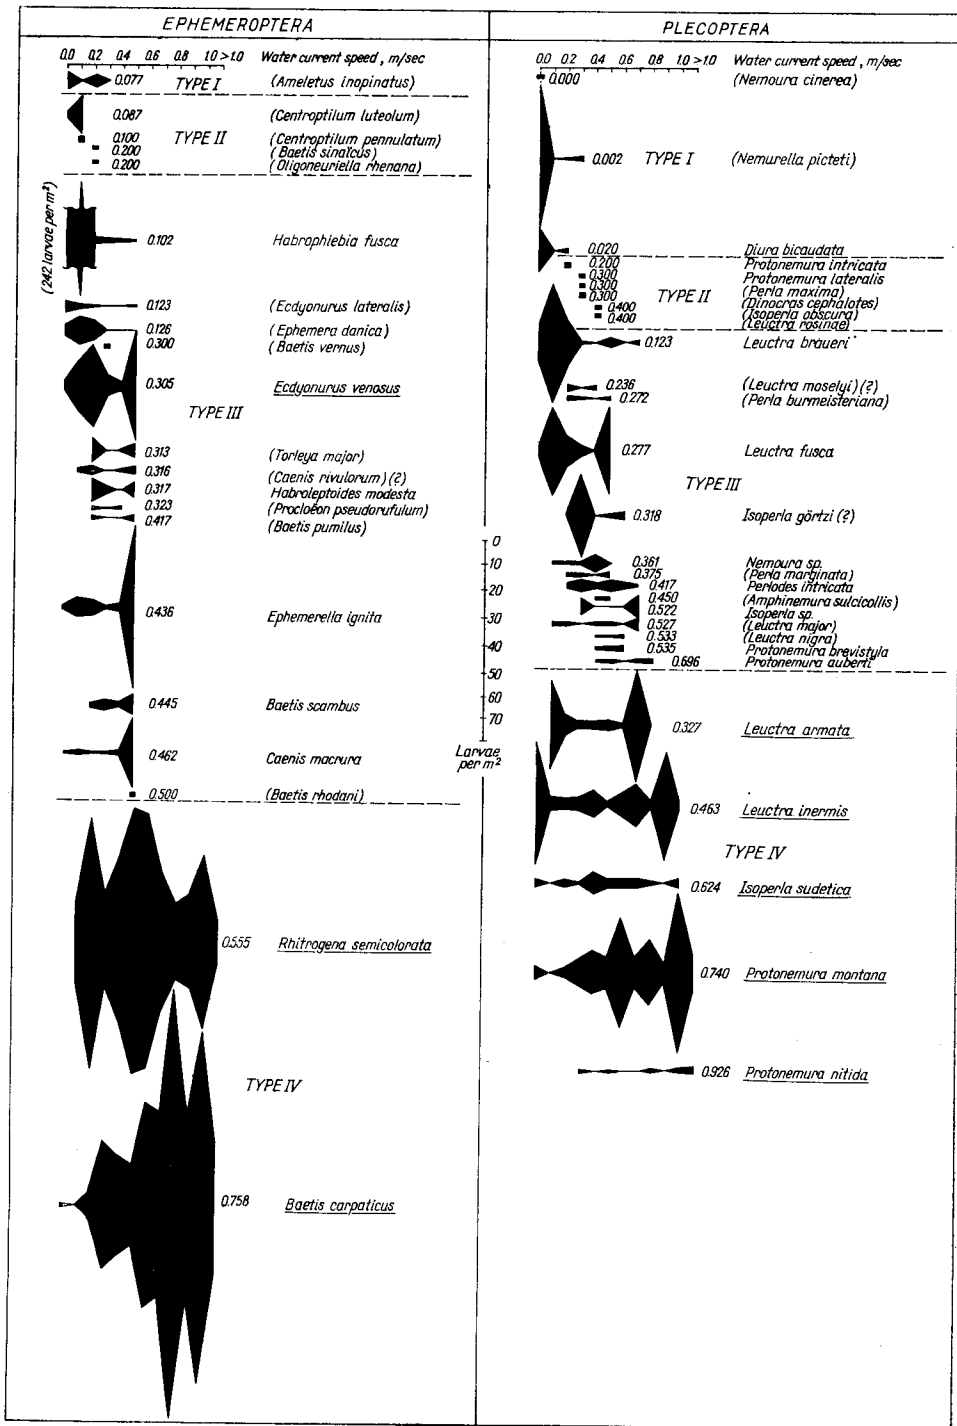 EPHEMEROPTERA
0.0 0.2 0.4 0.6 0.8 1.0 >1.0 Water current speed, m/sec
0.077 TYPE I (Ameletus inopinatus)
0.087 (Centroptilum luteolum)
TYPE II
0.100 (Centroptilum pennulatum)
0.200 (Baetis sinaicus)
0.200 (Oligoneuriella rhenana)
(242 larvae per m²)
0.102 Habrophlebia fusca
0.123 (Ecdyonurus lateralis)
0.126 (Ephemera danica)
0.300 (Baetis vernus)
0.305 Ecdyonurus venosus
TYPE III
0.313 (Torleya major)
0.316 (Caenis rivulorum) (?)
0.317 Habroleptoides modesta
0.323 (Procloëon pseudorufulum)
0.417 (Baetis pumilus)
0.436 Ephemerella ignita
0.445 Baetis scambus
0.462 Caenis macrura
0.500 (Baetis rhodani)
0.555 Rhitrogena semicolorata
TYPE IV
0.758 Baetis carpaticus
0
10
20
30
40
50
60
70
Larvae
per m²
PLECOPTERA
0.0 0.2 0.4 0.6 0.8 1.0 >1.0 Water current speed, m/sec
0.000 (Nemoura cinerea)
0.002 TYPE I (Nemurella picteti)
0.020 Diura bicaudata
0.200 Protonemura intricata
0.300 Protonemura lateralis
0.300 (Perla maxima)
0.300 TYPE II (Dinocras cephalotes)
0.400 (Isoperla obscura)
0.400 (Leuctra rosinae)
0.123 Leuctra braueri
0.236 (Leuctra moselyi) (?)
0.272 (Perla burmeisteriana)
0.277 Leuctra fusca
TYPE III
0.318 Isoperla görtzi (?)
0.361 Nemoura sp.
0.375 (Perla marginata)
0.417 Perlodes intricata
0.450 (Amphinemura sulcicollis)
0.522 Isoperla sp.
0.527 (Leuctra major)
0.533 (Leuctra nigra)
0.535 Protonemura brevistyla
0.696 Protonemura auberti
0.327 Leuctra armata
0.463 Leuctra inermis
TYPE IV
0.624 Isoperla sudetica
0.740 Protonemura montana
0.926 Protonemura nitida